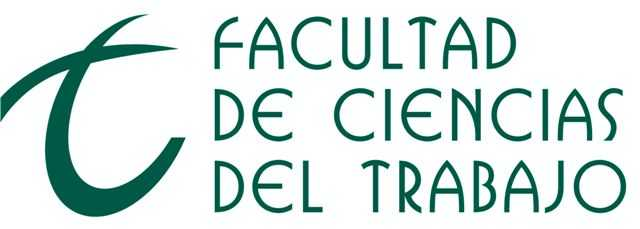 FACULTAD
DE CIENCIAS
DEL TRABAJO